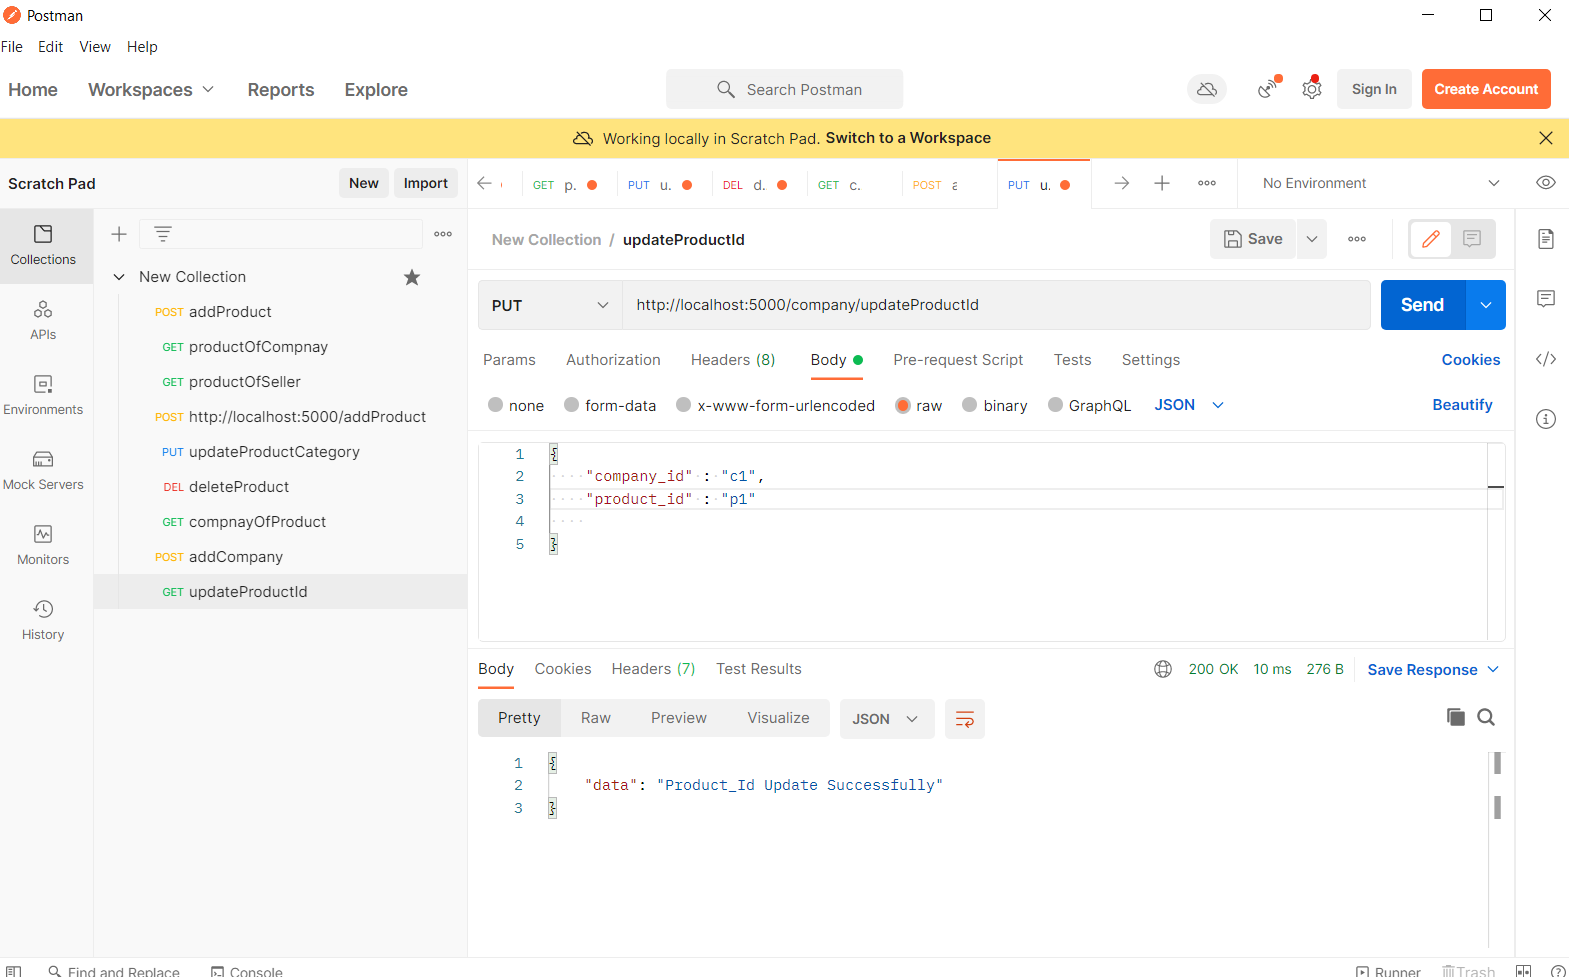 Postman
File Edit View Help
Home Workspaces Reports Explore Search Postman Sign In Create Account
Working locally in Scratch Pad. Switch to a Workspace
Scratch Pad New Import
GET p. PUT u. DEL d. GET c. POST a PUT u. No Environment
Collections
APIs
Environments
Mock Servers
Monitors
History
New Collection
POST addProduct
GET productOfCompnay
GET productOfSeller
POST http://localhost:5000/addProduct
PUT updateProductCategory
DEL deleteProduct
GET compnayOfProduct
POST addCompany
GET updateProductId
New Collection / updateProductId Save
PUT http://localhost:5000/company/updateProductId Send
Params Authorization Headers (8) Body Pre-request Script Tests Settings Cookies
none form-data x-www-form-urlencoded raw binary GraphQL JSON Beautify
1 {
2 "company_id" : "c1",
3 "product_id" : "p1"
4
5 }
Body Cookies Headers (7) Test Results 200 OK 10 ms 276 B Save Response
Pretty Raw Preview Visualize JSON
1 {
2 "data": "Product_Id Update Successfully"
3 }
Find and Replace Console Runner Trash